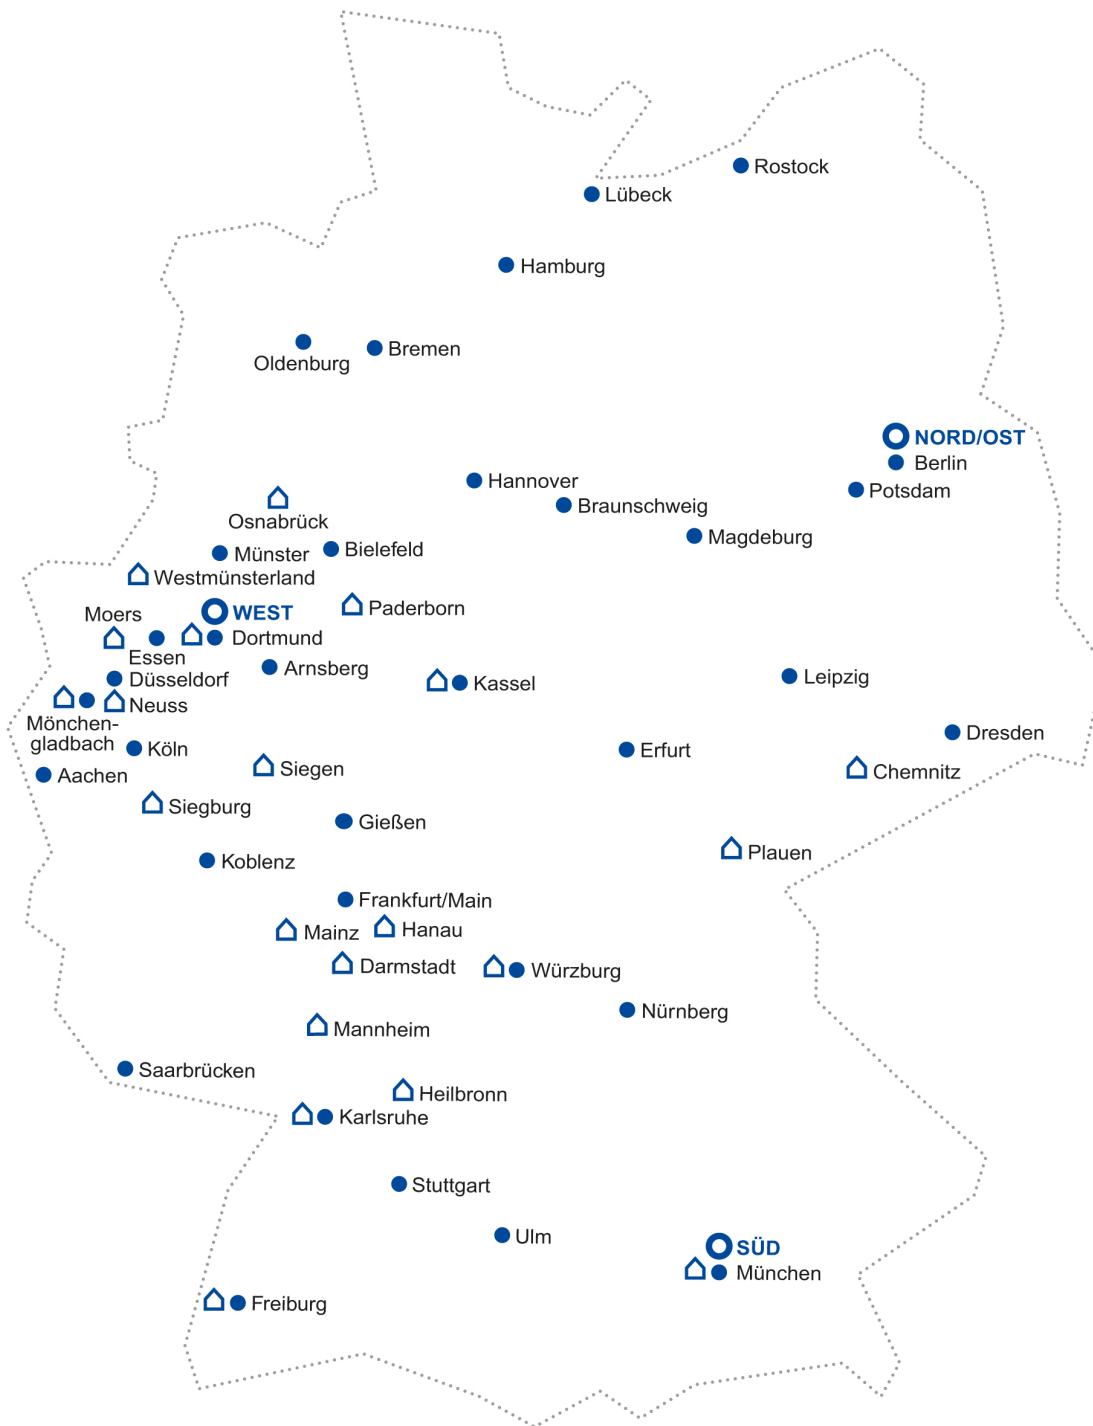 Rostock
Lübeck
Hamburg
Oldenburg
Bremen
NORD/OST
Berlin
Potsdam
Hannover
Braunschweig
Magdeburg
Osnabrück
Münster
Bielefeld
Westmünsterland
Moers
WEST
Paderborn
Dortmund
Essen
Düsseldorf
Arnsberg
Kassel
Leipzig
Neuss
Mönchen-
gladbach
Köln
Erfurt
Dresden
Aachen
Siegen
Chemnitz
Siegburg
Gießen
Koblenz
Plauen
Frankfurt/Main
Mainz
Hanau
Darmstadt
Würzburg
Nürnberg
Mannheim
Saarbrücken
Heilbronn
Karlsruhe
Stuttgart
Ulm
SÜD
München
Freiburg